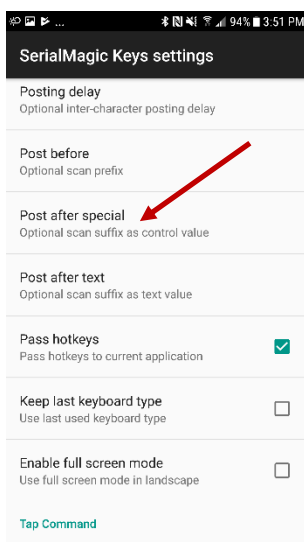 ... 94% 3:51 PM
SerialMagic Keys settings
Posting delay
Optional inter-character posting delay
Post before
Optional scan prefix
Post after special
Optional scan suffix as control value
Post after text
Optional scan suffix as text value
Pass hotkeys
Pass hotkeys to current application
Keep last keyboard type
Use last used keyboard type
Enable full screen mode
Use full screen mode in landscape
Tap Command